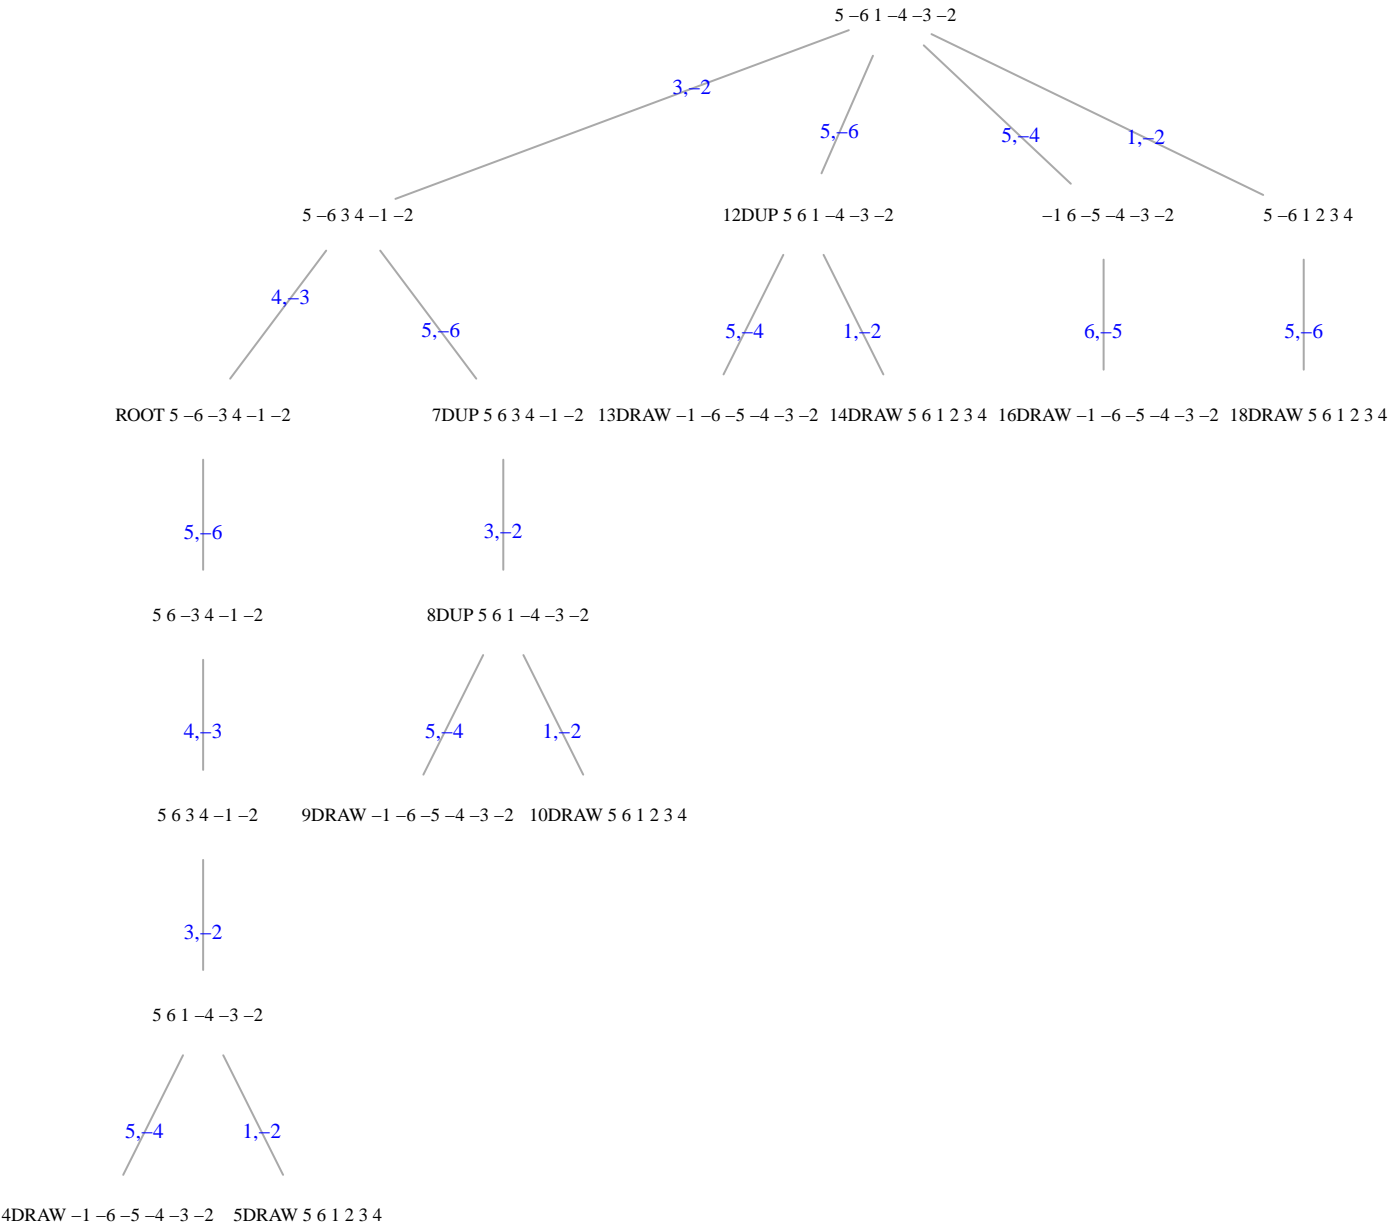 5 –6 1 –4 –3 –2
3,–2
5,–6
5,–4
1,–2
5 –6 3 4 –1 –2
12DUP 5 6 1 –4 –3 –2
–1 6 –5 –4 –3 –2
5 –6 1 2 3 4
4,–3
5,–6
5,–4
1,–2
6,–5
5,–6
ROOT 5 –6 –3 4 –1 –2
7DUP 5 6 3 4 –1 –2
13DRAW –1 –6 –5 –4 –3 –2
14DRAW 5 6 1 2 3 4
16DRAW –1 –6 –5 –4 –3 –2
18DRAW 5 6 1 2 3 4
5,–6
3,–2
5 6 –3 4 –1 –2
8DUP 5 6 1 –4 –3 –2
4,–3
5,–4
1,–2
5 6 3 4 –1 –2
9DRAW –1 –6 –5 –4 –3 –2
10DRAW 5 6 1 2 3 4
3,–2
5 6 1 –4 –3 –2
5,–4
1,–2
4DRAW –1 –6 –5 –4 –3 –2
5DRAW 5 6 1 2 3 4